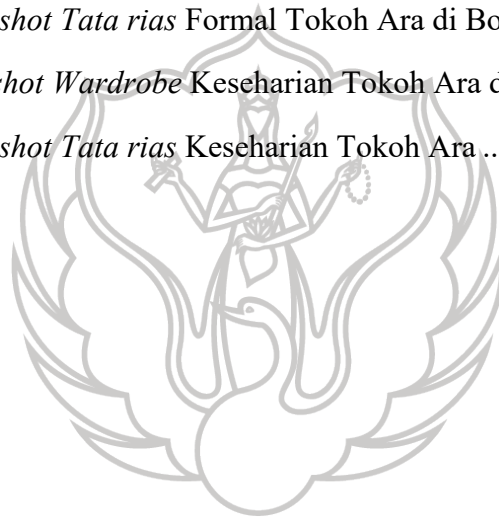 shot Tata rias Formal Tokoh Ara di Bo
hot Wardrobe Keseharian Tokoh Ara d
shot Tata rias Keseharian Tokoh Ara ..